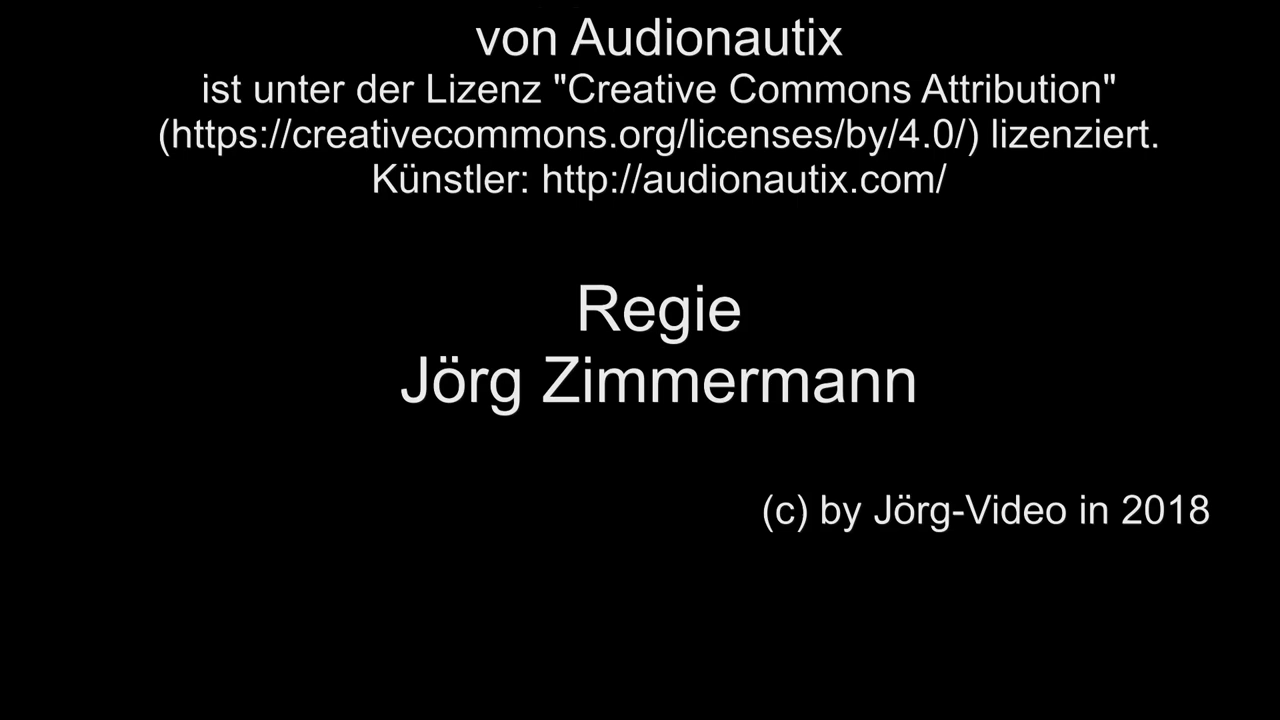 von Audionautix
ist unter der Lizenz "Creative Commons Attribution"
(https://creativecommons.org/licenses/by/4.0/) lizenziert.
Künstler: http://audionautix.com/
Regie
Jörg Zimmermann
(c) by Jörg-Video in 2018